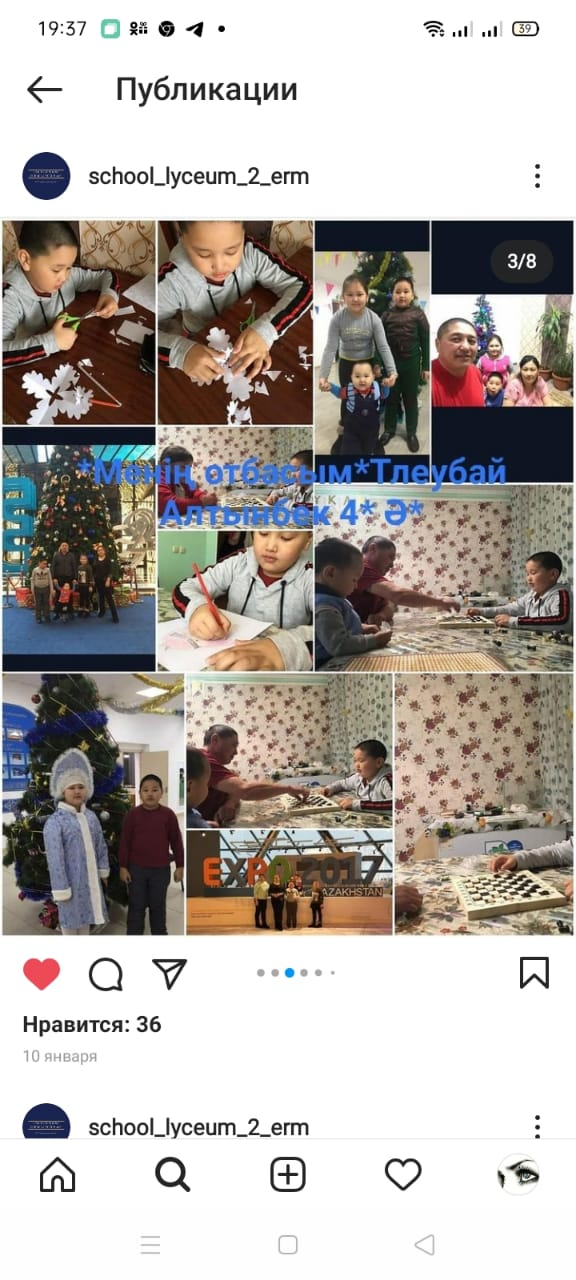 19:37
39
Публикации
school_lyceum_2_erm
3/8
*Менің отбасым*Тлеубай
Алтынбек 4* Ә*
EXPO 2017
KAZAKHSTAN
Нравится: 36
10 января
school_lyceum_2_erm